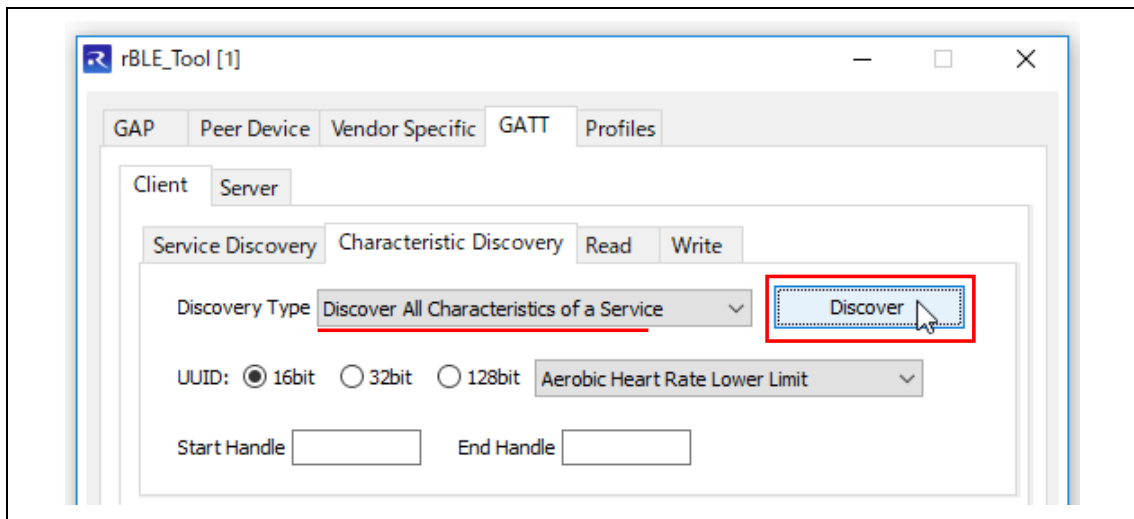 rBLE_Tool [1]
GAP Peer Device Vendor Specific GATT Profiles
Client Server
Service Discovery Characteristic Discovery Read Write
Discovery Type Discover All Characteristics of a Service Discover
UUID: 16bit 32bit 128bit Aerobic Heart Rate Lower Limit
Start Handle End Handle